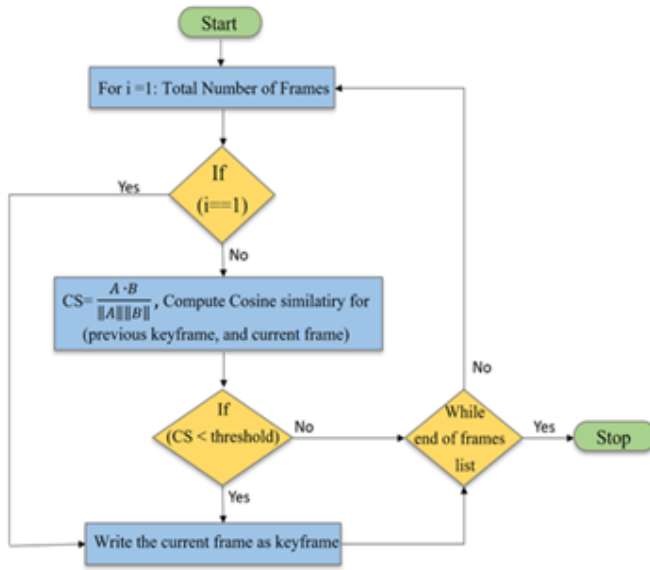 Start
For i =1: Total Number of Frames
If
(i==1)
Yes
No
CS= A · B / ‖A‖‖B‖ , Compute Cosine similatiry for
(previous keyframe, and current frame)
If
(CS < threshold)
No
Yes
While
end of frames
list
No
Yes
Stop
Write the current frame as keyframe